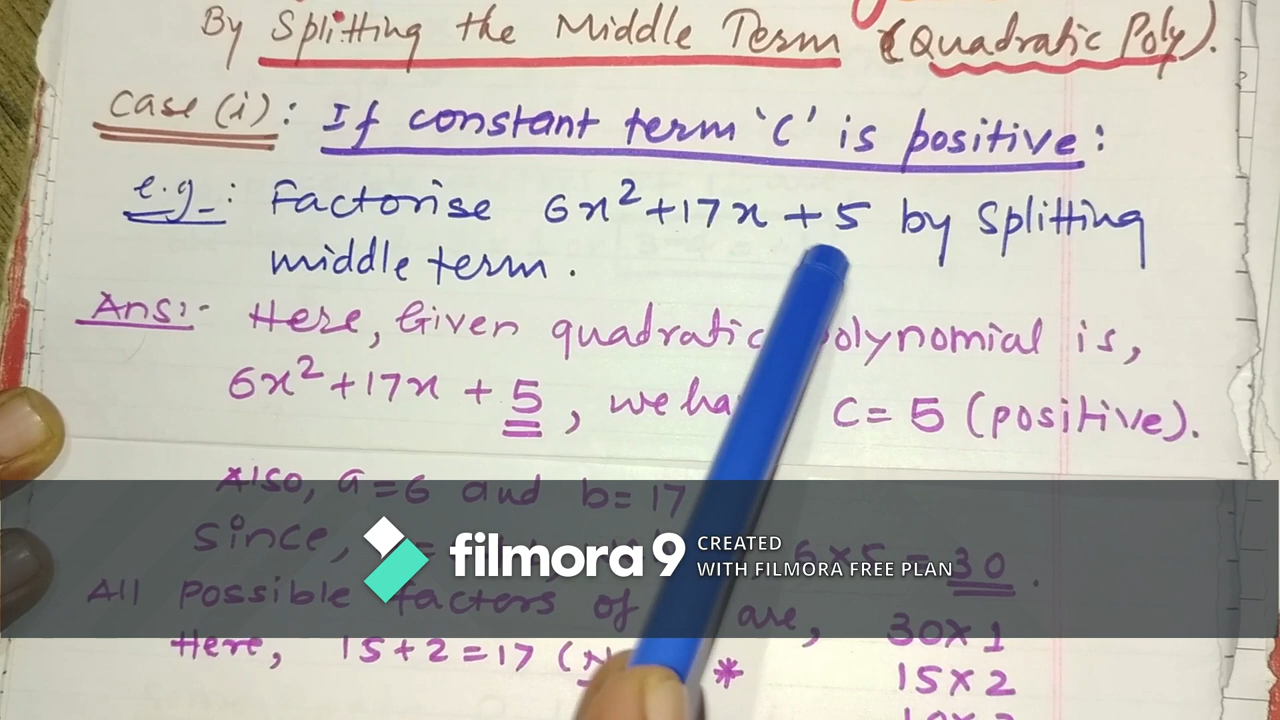 By Splitting the Middle Term (Quadratic Poly).
Case (i): If constant term 'C' is positive:
e.g.: Factorise 6x²+17x+5 by Splitting
middle term.
Ans:- Here, Given quadratic polynomial is,
6x²+17x+5, we ha C=5 (positive).
Also, a=6 and b=17
Since, 6×5=30.
filmora9 CREATED
WITH FILMORA FREE PLAN
All possible factors of are, 30×1
Here, 15+2=17 ( * 15×2